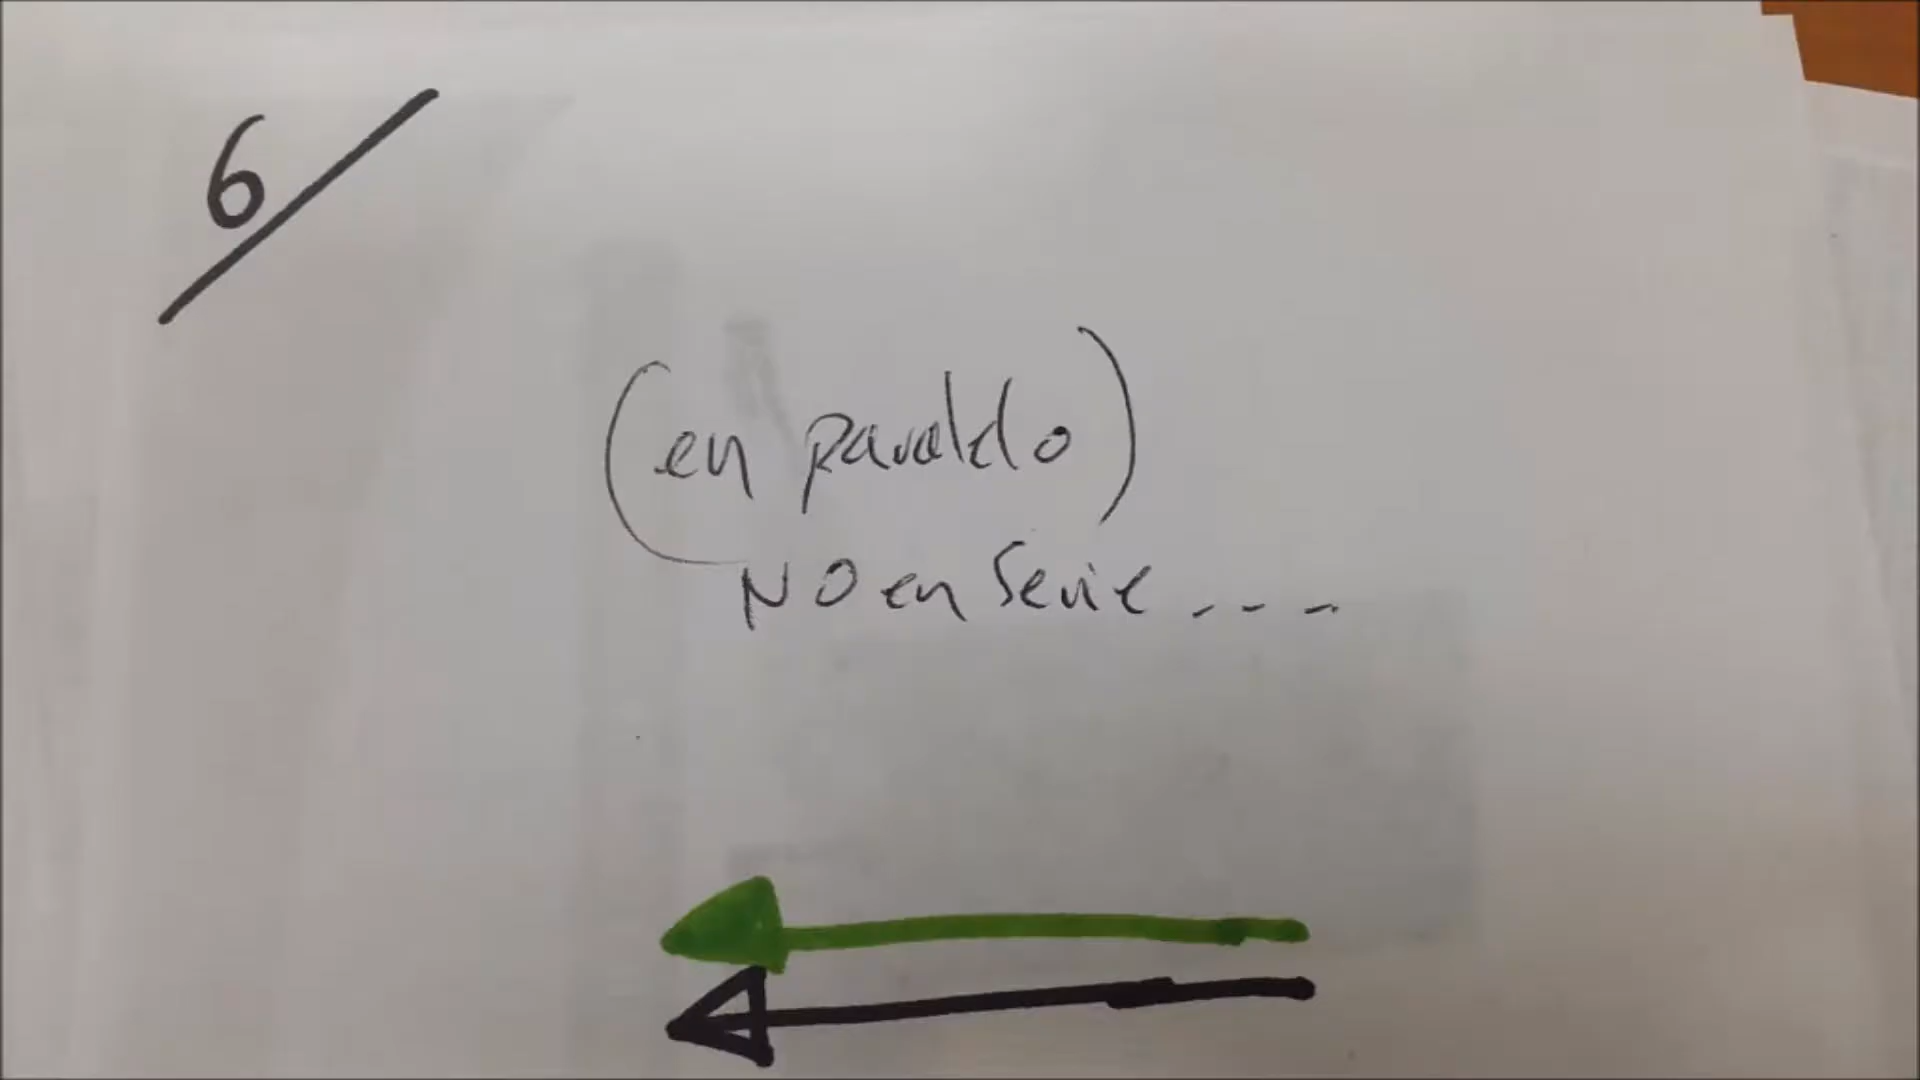 6/
(en paralelo)
NO en Serie . . . .